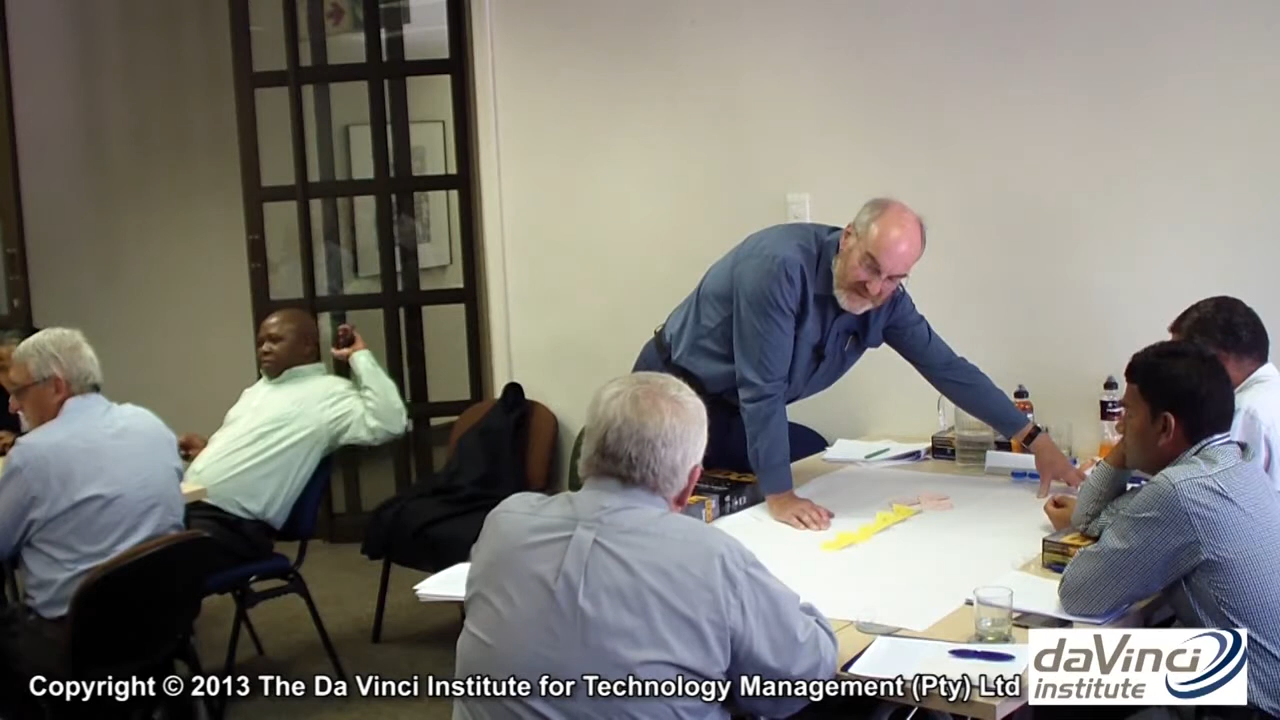 Copyright © 2013 The Da Vinci Institute for Technology Management (Pty) Ltd
daVinci
institute